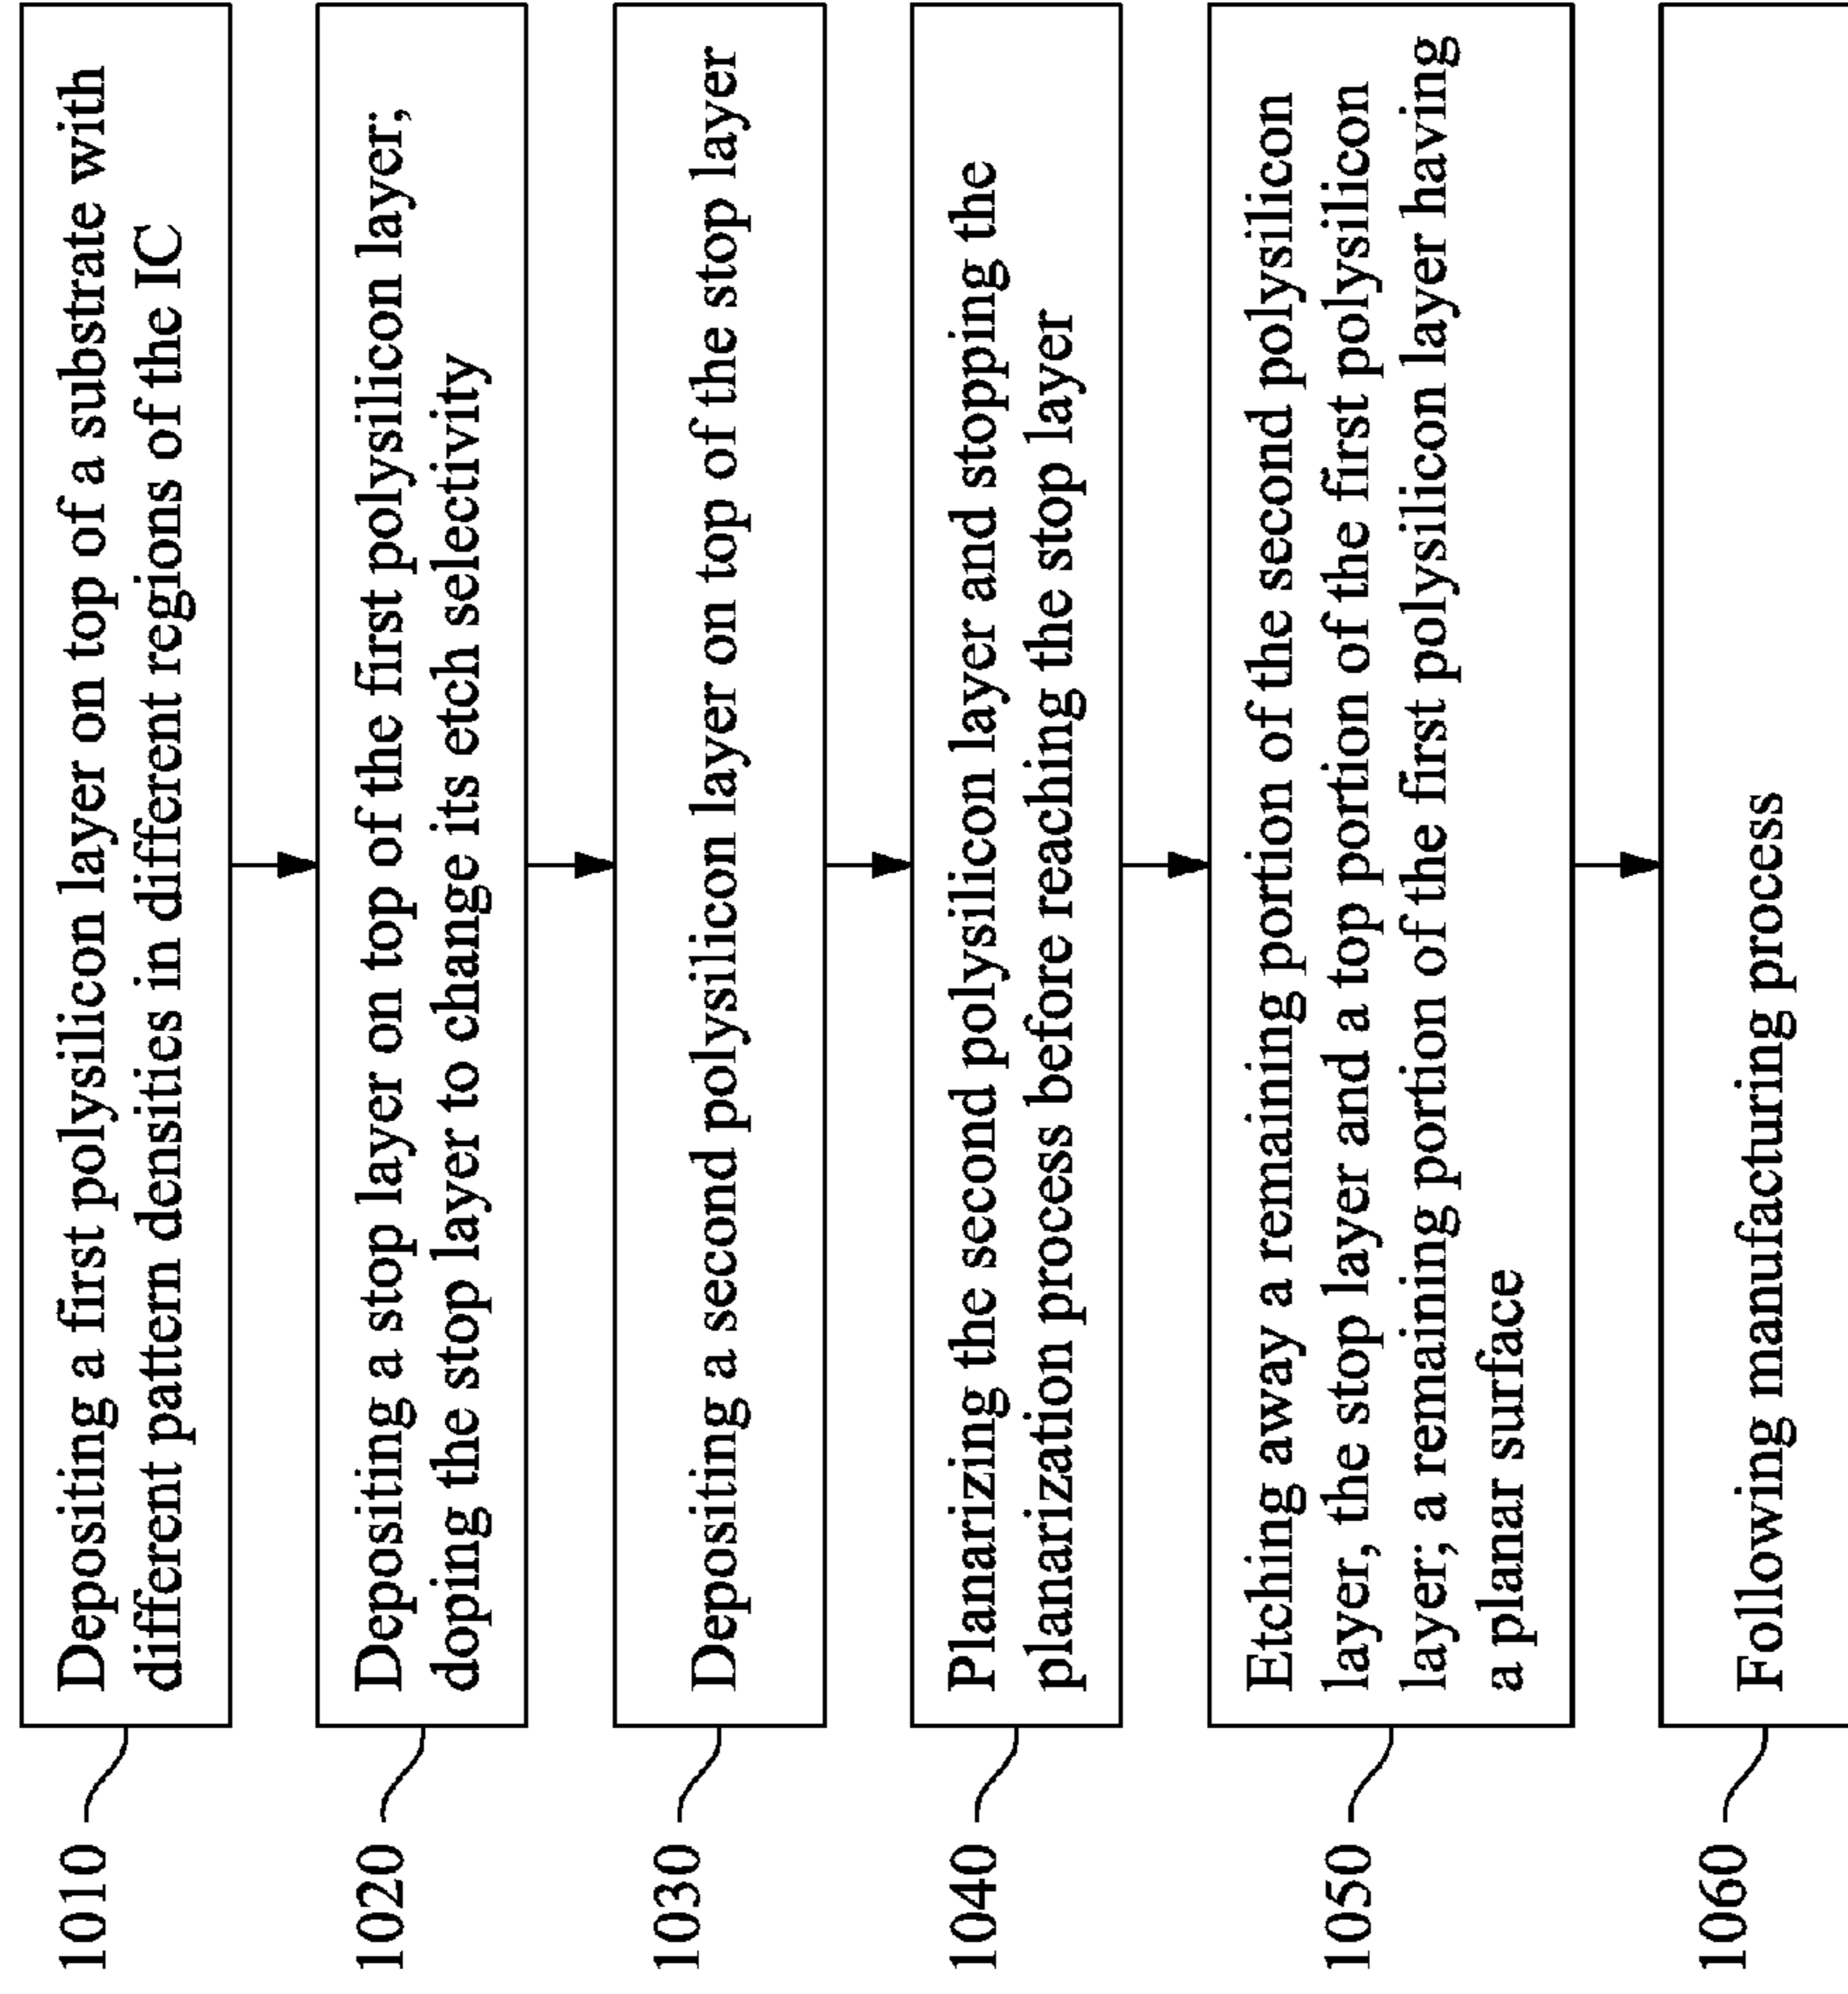 1010
Depositing a first polysilicon layer on top of a substrate with
different pattern densities in different regions of the IC
1020
Depositing a stop layer on top of the first polysilicon layer;
doping the stop layer to change its etch selectivity
1030
Depositing a second polysilicon layer on top of the stop layer
1040
Planarizing the second polysilicon layer and stopping the
planarization process before reaching the stop layer
1050
Etching away a remaining portion of the second polysilicon
layer, the stop layer and a top portion of the first polysilicon
layer; a remaining portion of the first polysilicon layer having
a planar surface
1060
Following manufacturing process